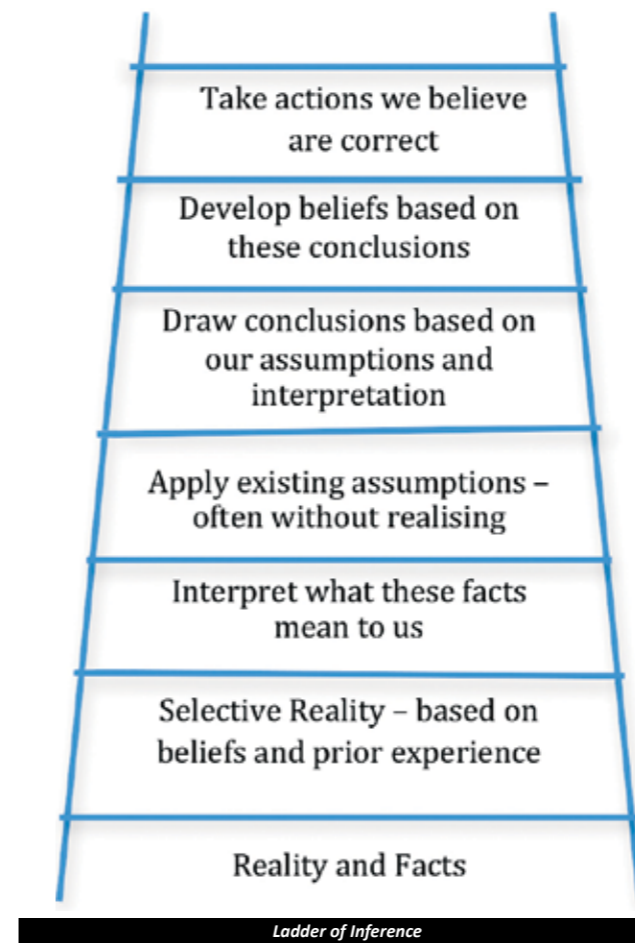 Take actions we believe
are correct
Develop beliefs based on
these conclusions
Draw conclusions based on
our assumptions and
interpretation
Apply existing assumptions –
often without realising
Interpret what these facts
mean to us
Selective Reality – based on
beliefs and prior experience
Reality and Facts
Ladder of Inference